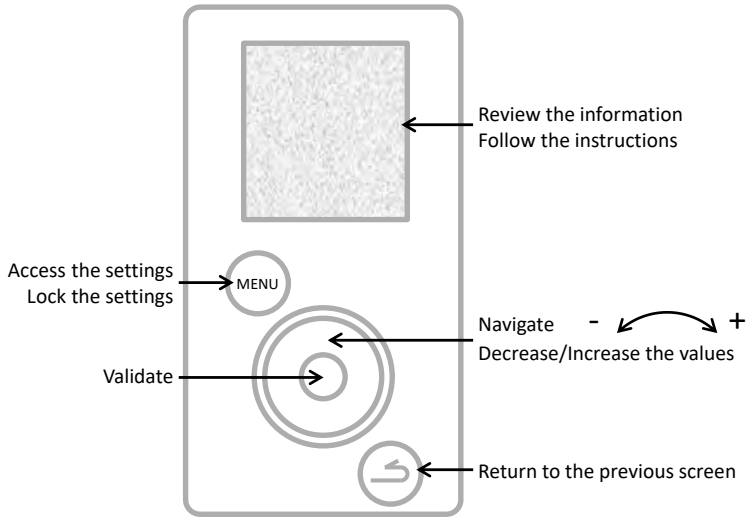 Review the information
Follow the instructions
Access the settings
Lock the settings
MENU
Navigate - +
Decrease/Increase the values
Validate
Return to the previous screen